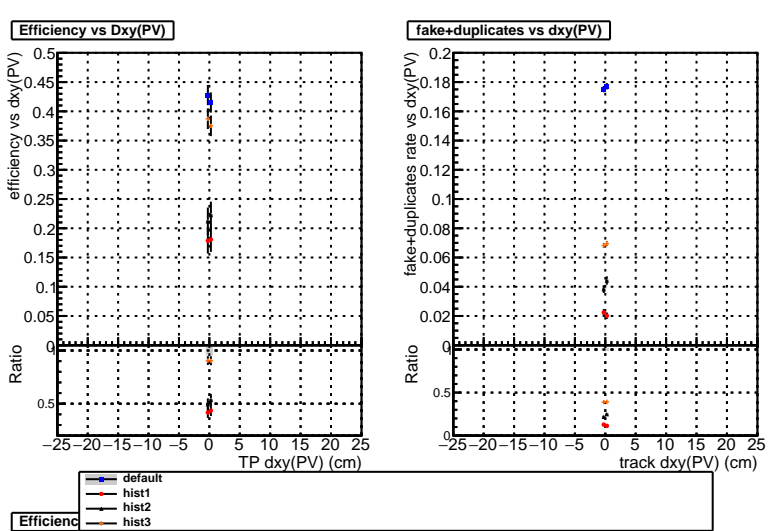 Efficiency vs Dxy(PV)
efficiency vs dxy(PV)
0.5
0.45
0.4
0.35
0.3
0.25
0.2
0.15
0.1
0.05
0
Ratio
1
0.5
−25 −20 −15 −10 −5 0 5 10 15 20 25
TP dxy(PV) (cm)
fake+duplicates vs dxy(PV)
fake+duplicates rate vs dxy(PV)
0.2
0.18
0.16
0.14
0.12
0.1
0.08
0.06
0.04
0.02
0
Ratio
1
0.5
0
−25 −20 −15 −10 −5 0 5 10 15 20 25
track dxy(PV) (cm)
default
hist1
hist2
hist3
Efficienc